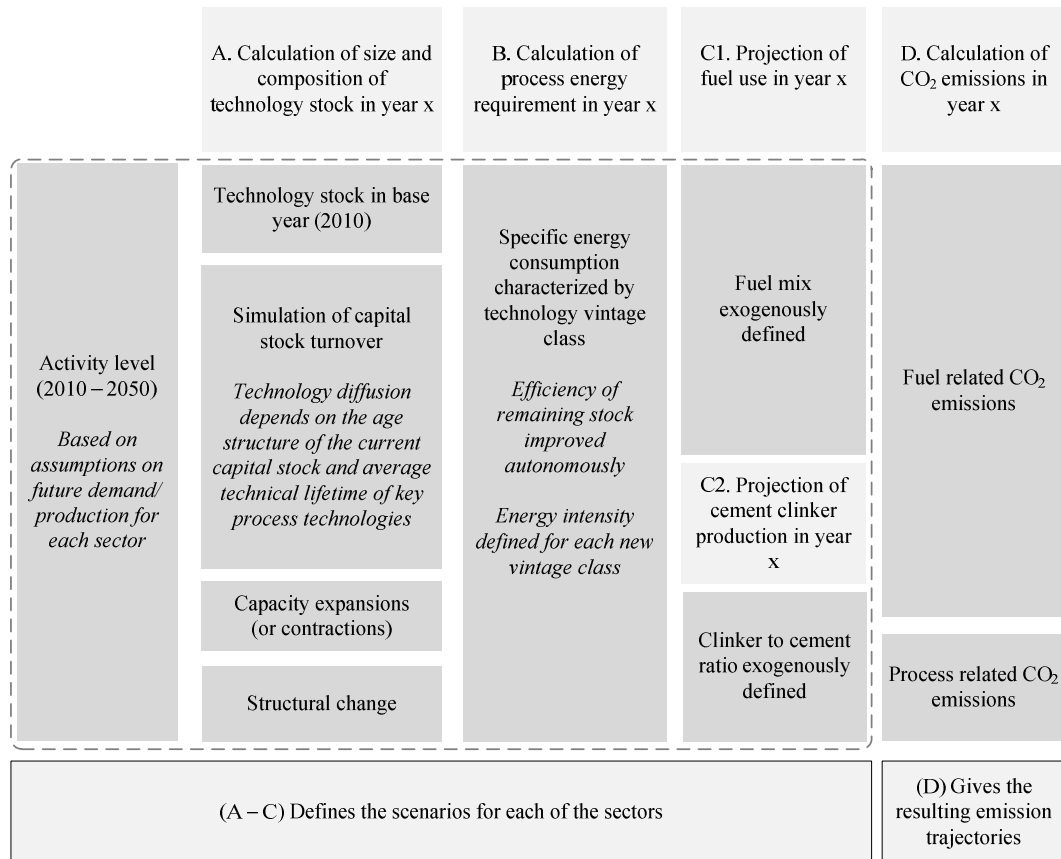 A. Calculation of size and
composition of
technology stock in year x
B. Calculation of
process energy
requirement in year x
C1. Projection of
fuel use in year x
D. Calculation of
CO₂ emissions in
year x
Activity level
(2010 – 2050)
Based on
assumptions on
future demand/
production for
each sector
Technology stock in base
year (2010)
Simulation of capital
stock turnover
Technology diffusion
depends on the age
structure of the current
capital stock and average
technical lifetime of key
process technologies
Capacity expansions
(or contractions)
Structural change
Specific energy
consumption
characterized by
technology vintage
class
Efficiency of
remaining stock
improved
autonomously
Energy intensity
defined for each new
vintage class
Fuel mix
exogenously
defined
C2. Projection of
cement clinker
production in year
x
Clinker to cement
ratio exogenously
defined
Fuel related CO₂
emissions
Process related CO₂
emissions
(A – C) Defines the scenarios for each of the sectors
(D) Gives the
resulting emission
trajectories